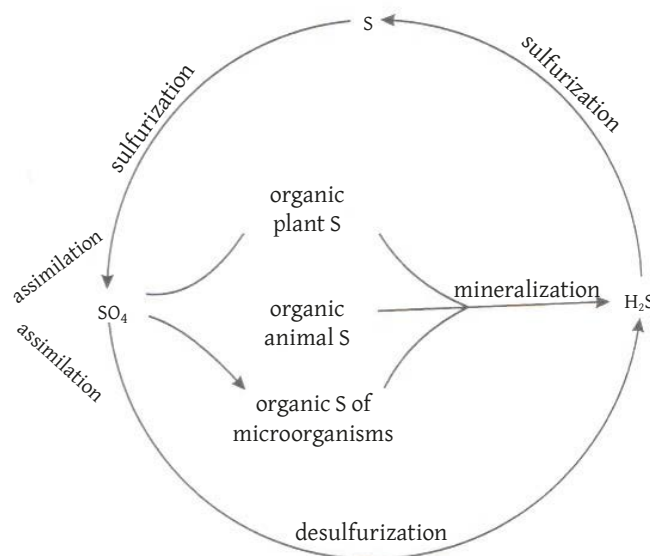 S
sulfurization
sulfurization
organic
plant S
assimilation
mineralization
SO₄
organic
animal S
H₂S
assimilation
organic S of
microorganisms
desulfurization